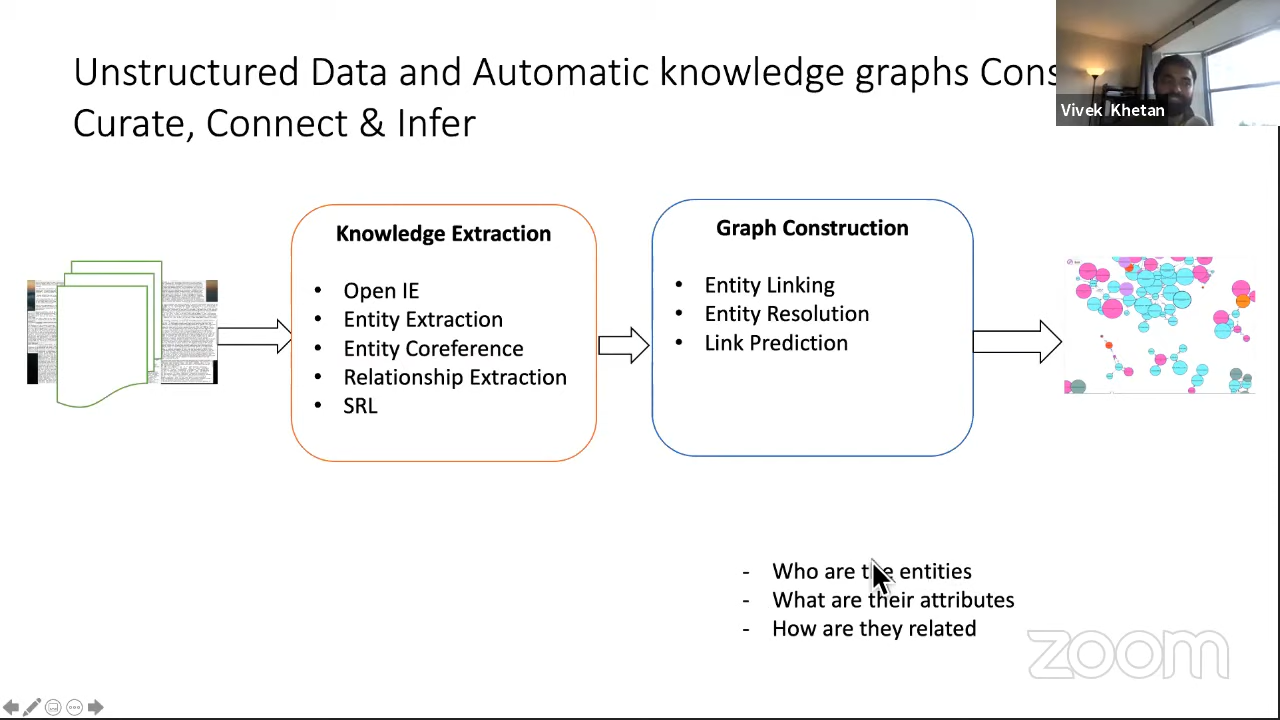 Unstructured Data and Automatic knowledge graphs Cons
Curate, Connect & Infer
Vivek Khetan
Knowledge Extraction
• Open IE
• Entity Extraction
• Entity Coreference
• Relationship Extraction
• SRL
Graph Construction
• Entity Linking
• Entity Resolution
• Link Prediction
- Who are the entities
- What are their attributes
- How are they related
zoom